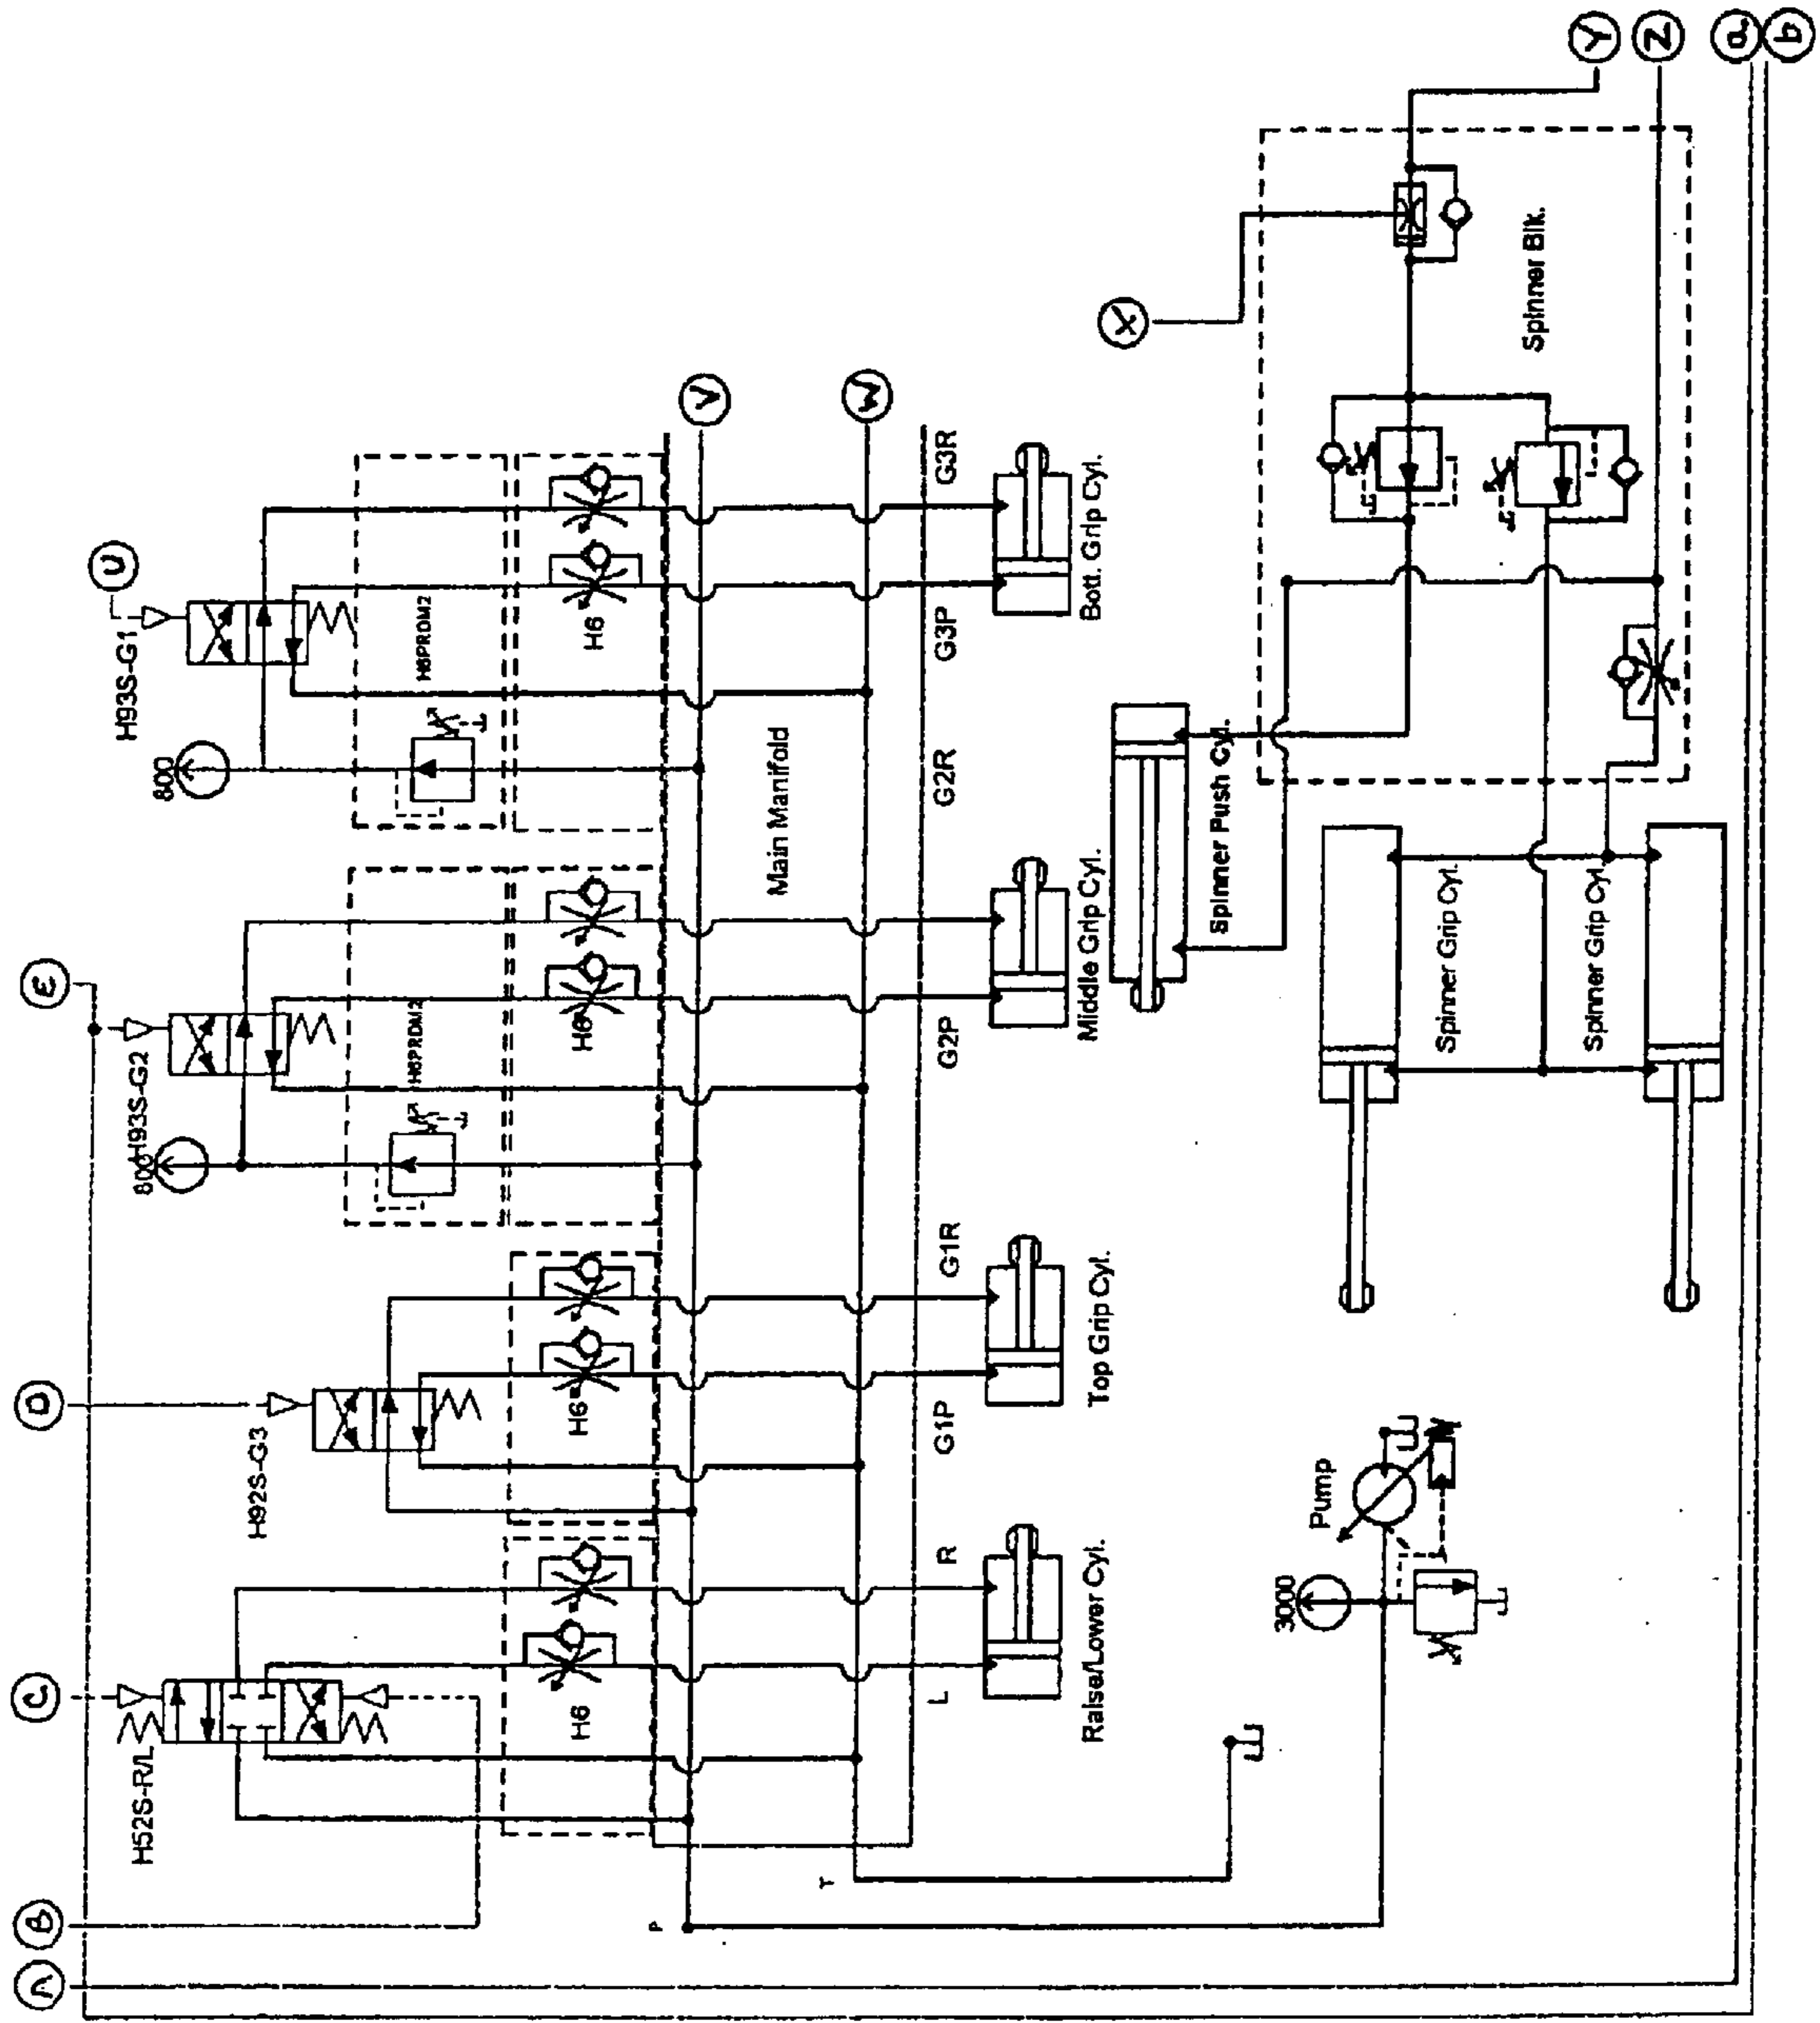 A
B
C
D
E
U
H52S-R/L
H92S-G3
H93S-G2
H93S-G1
800
800
H6PRDM2
H6PRDM2
H6
H6
H6
H6
V
W
Main Manifold
P
T
L
R
G1P
G1R
G2P
G2R
G3P
G3R
Raise/Lower Cyl.
Top Grip Cyl.
Middle Grip Cyl.
Bott. Grip Cyl.
Spinner Push Cyl.
X
Y
Z
a
b
Spinner Blk.
Spinner Grip Cyl.
Spinner Grip Cyl.
Pump
3000